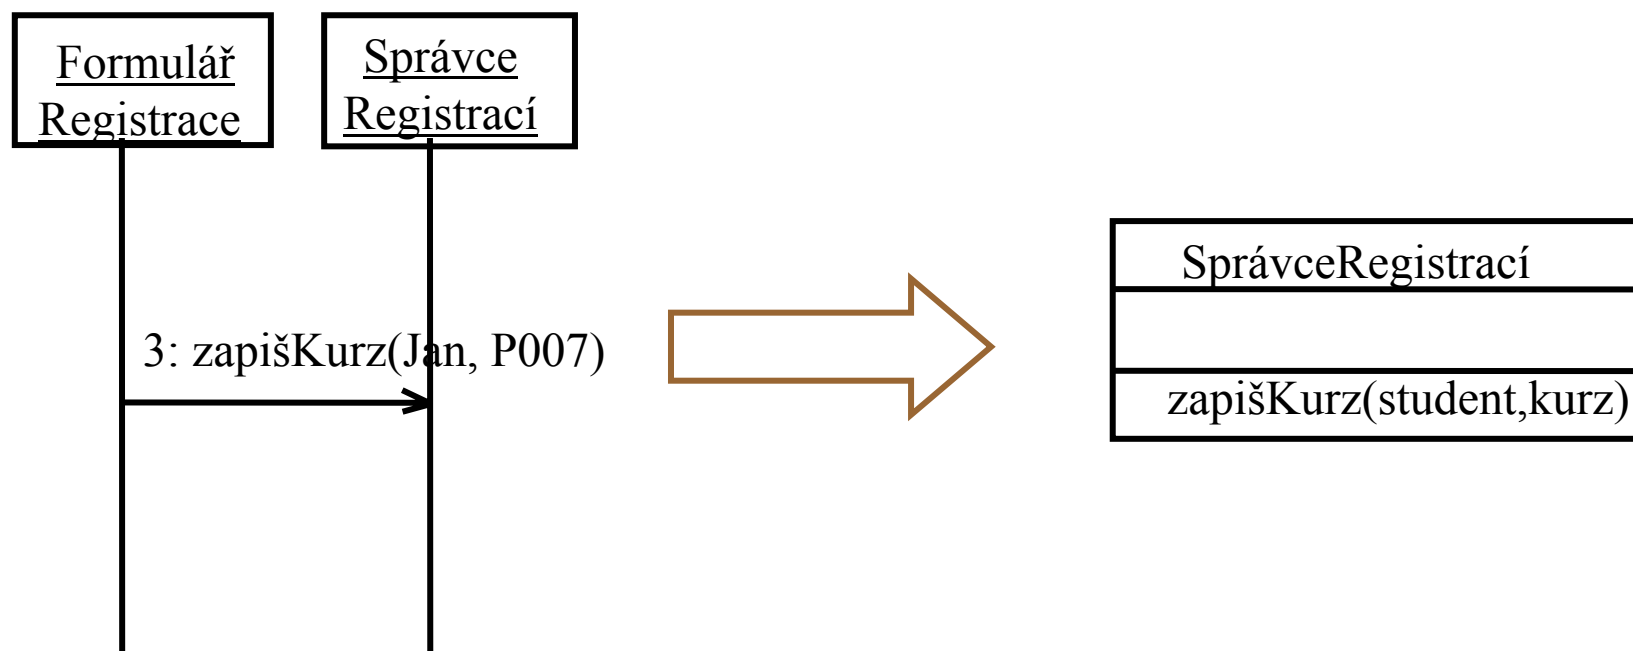 Formulář
Registrace
Správce
Registrací
3: zapišKurz(Jan, P007)
SprávceRegistrací
zapišKurz(student,kurz)